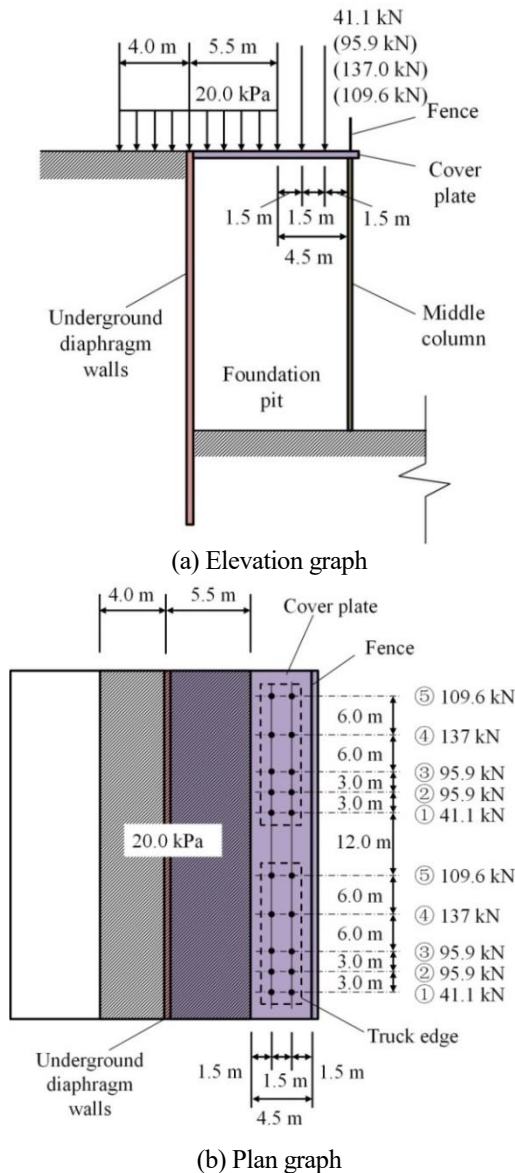 41.1 kN
(95.9 kN)
(137.0 kN)
(109.6 kN)
4.0 m
5.5 m
20.0 kPa
Fence
Cover
plate
1.5 m
1.5 m
1.5 m
4.5 m
Underground
diaphragm
walls
Middle
column
Foundation
pit
(a) Elevation graph
4.0 m
5.5 m
Cover plate
Fence
6.0 m
⑤ 109.6 kN
④ 137 kN
6.0 m
③ 95.9 kN
3.0 m
② 95.9 kN
3.0 m
① 41.1 kN
20.0 kPa
12.0 m
⑤ 109.6 kN
6.0 m
④ 137 kN
6.0 m
③ 95.9 kN
3.0 m
② 95.9 kN
3.0 m
① 41.1 kN
Truck edge
Underground
diaphragm
walls
1.5 m
1.5 m
1.5 m
4.5 m
(b) Plan graph